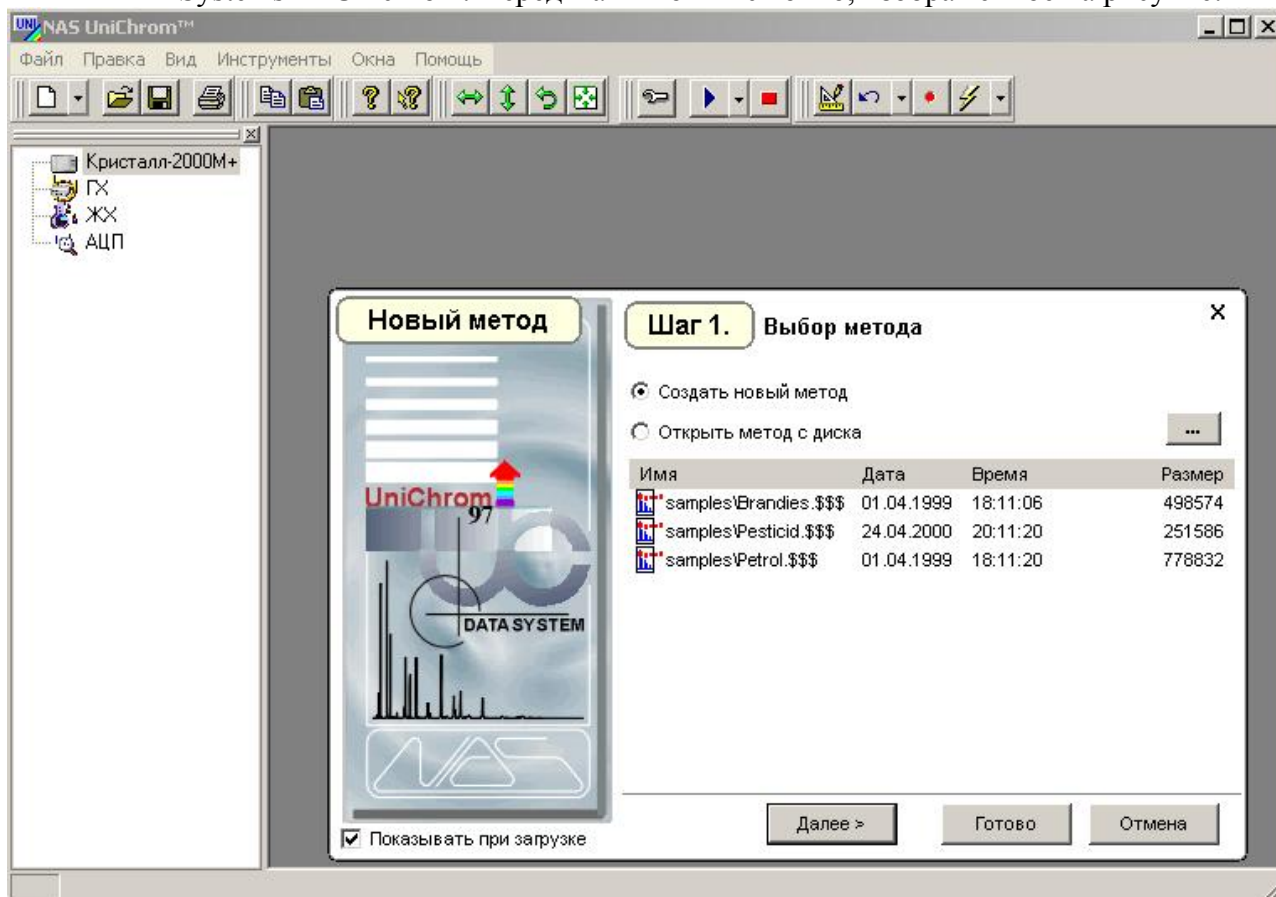 NAS UniChrom™
Файл Правка Вид Инструменты Окна Помощь
Кристалл-2000М+
ГХ
ЖХ
АЦП
Новый метод
UniChrom
97
UC
DATA SYSTEM
NAS
Показывать при загрузке
Шаг 1. Выбор метода
X
Создать новый метод
Открыть метод с диска
...
Имя Дата Время Размер
samples\Brandies.$$$ 01.04.1999 18:11:06 498574
samples\Pesticid.$$$ 24.04.2000 20:11:20 251586
samples\Petrol.$$$ 01.04.1999 18:11:20 778832
Далее > Готово Отмена